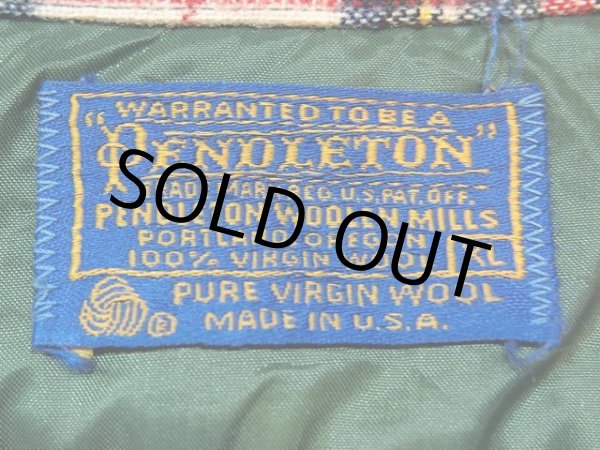 WARRANTED TO BE A
"PENDLETON"
TRADE MARK REG. U.S. PAT. OFF.
PENDLETON WOOLEN MILLS
PORTLAND, OREGON
100% VIRGIN WOOL XL
PURE VIRGIN WOOL
MADE IN U.S.A.
SOLD OUT